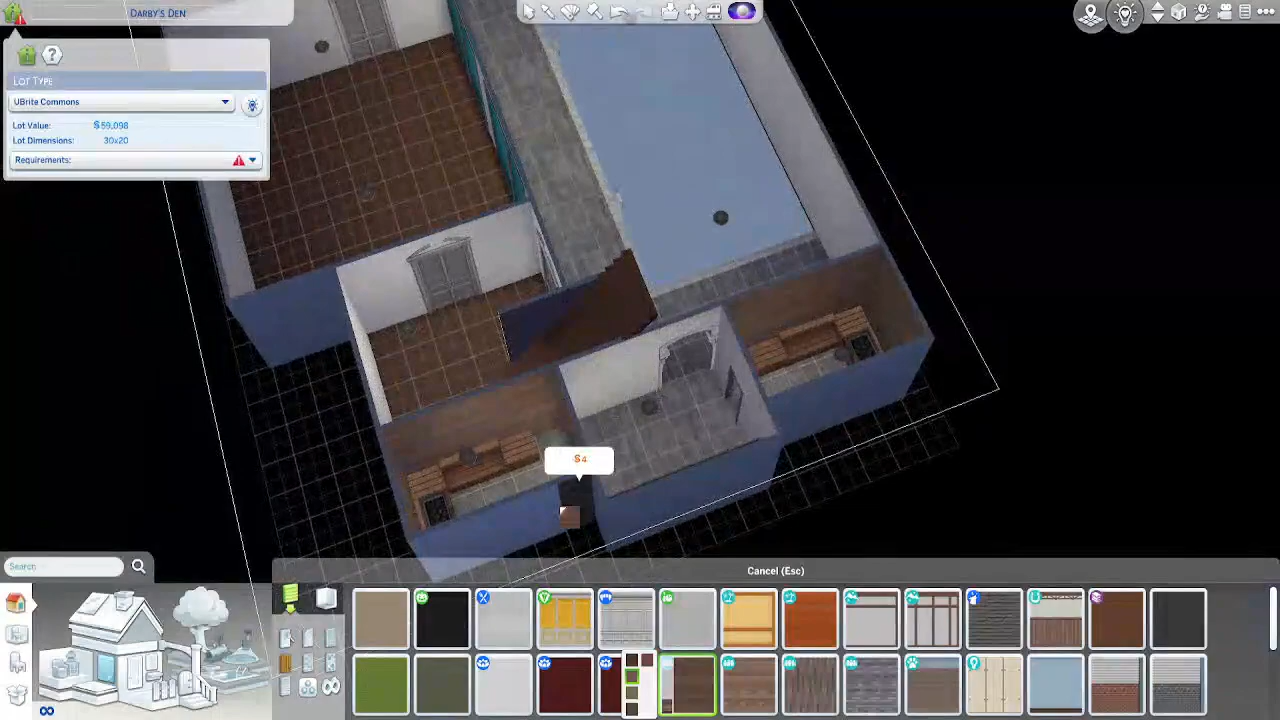 DARBY'S DEN
?
LOT TYPE
UBrite Commons
Lot Value: $59,098
Lot Dimensions: 30x20
Requirements:
$4
Cancel (Esc)
Search